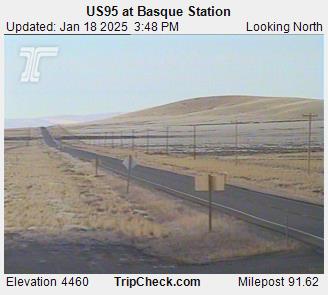 US95 at Basque Station
Updated: Jan 18 2025 3:48 PM Looking North
Elevation 4460 TripCheck.com Milepost 91.62